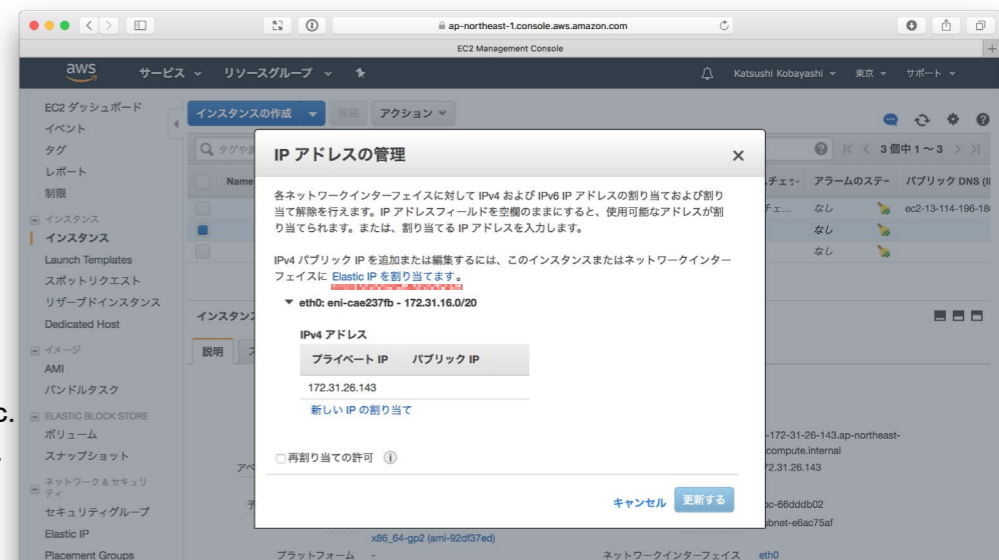 ap-northeast-1.console.aws.amazon.com
EC2 Management Console
aws サービス リソースグループ Katsushi Kobayashi 東京 サポート
EC2 ダッシュボード
イベント
タグ
レポート
制限
インスタンス
インスタンス
Launch Templates
スポットリクエスト
リザーブドインスタンス
Dedicated Host
イメージ
AMI
バンドルタスク
ELASTIC BLOCK STORE
ボリューム
スナップショット
ネットワーク & セキュリ
ティ
セキュリティグループ
Elastic IP
Placement Groups
インスタンスの作成 接続 アクション
3 個中 1 ~ 3
Name アラームのステー パブリック DNS (I
なし ec2-13-114-196-18
なし
なし
IP アドレスの管理
各ネットワークインターフェイスに対して IPv4 および IPv6 IP アドレスの割り当ておよび割り
当て解除を行えます。IP アドレスフィールドを空欄のままにすると、使用可能なアドレスが割
り当てられます。または、割り当てる IP アドレスを入力します。
IPv4 パブリック IP を追加または編集するには、このインスタンスまたはネットワークインター
フェイスに Elastic IP を割り当てます。
eth0: eni-cae237fb - 172.31.16.0/20
IPv4 アドレス
プライベート IP パブリック IP
172.31.26.143
新しい IP の割り当て
再割り当ての許可
キャンセル 更新する
説明
-172-31-26-143.ap-northeast-
compute.internal
72.31.26.143
pc-66dddb02
ubnet-e6ac75af
x86_64-gp2 (ami-92df37ed)
プラットフォーム - ネットワークインターフェイス eth0